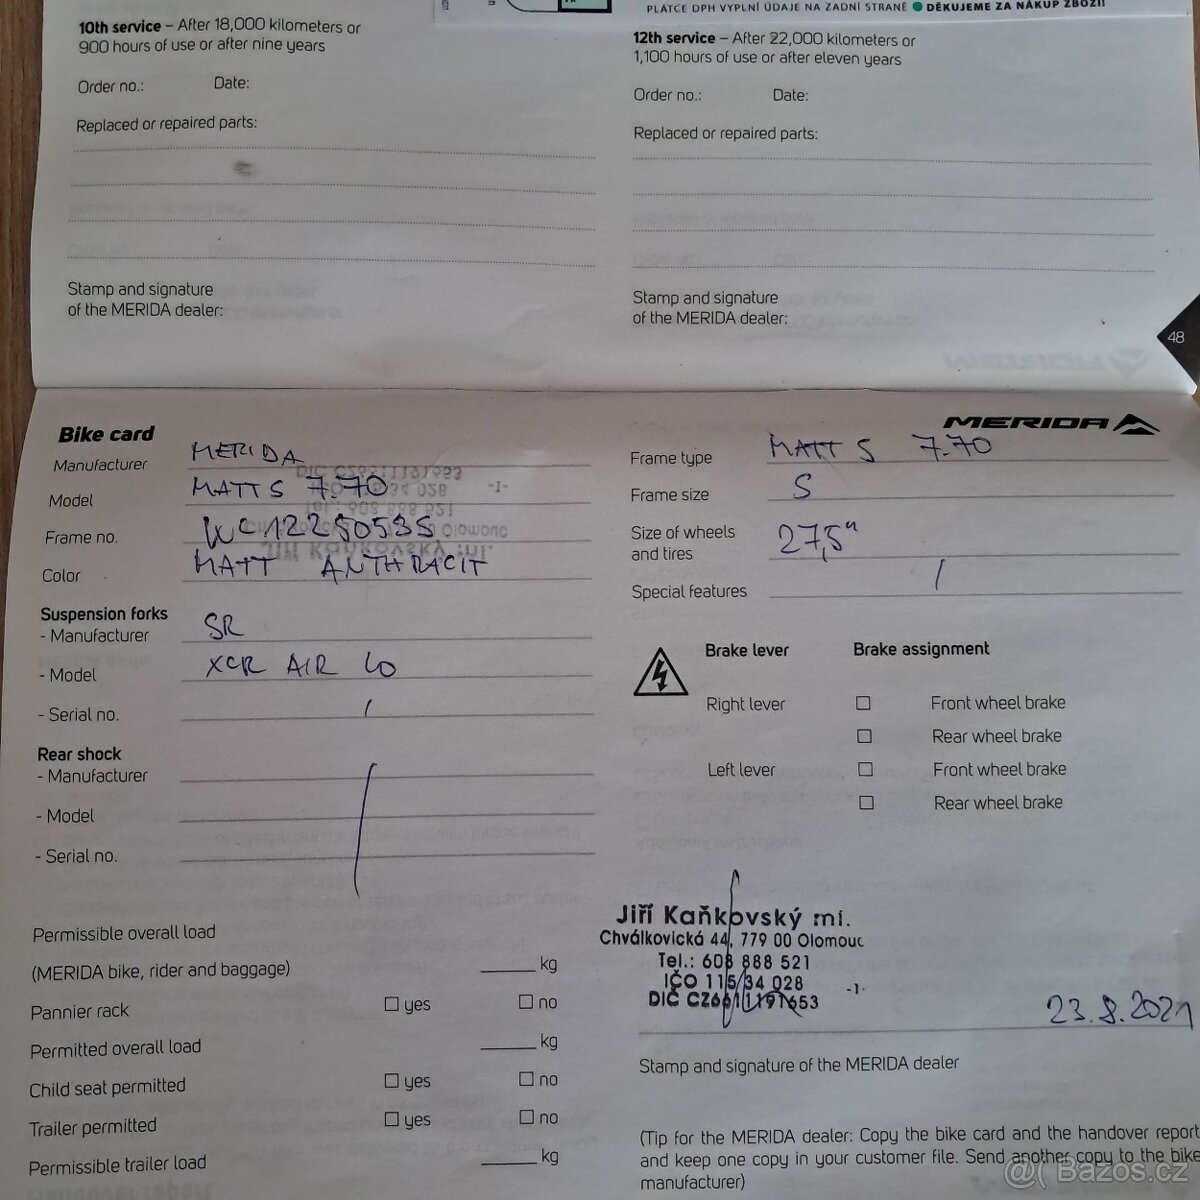 PLÁTCE DPH VYPLNÍ ÚDAJE NA ZADNÍ STRANĚ ● DĚKUJEME ZA NÁKUP ZBOŽÍ!
10th service – After 18,000 kilometers or
900 hours of use or after nine years
Order no.: Date:
Replaced or repaired parts:
Stamp and signature
of the MERIDA dealer:
12th service – After 22,000 kilometers or
1,100 hours of use or after eleven years
Order no.: Date:
Replaced or repaired parts:
Stamp and signature
of the MERIDA dealer:
48
Bike card
MERIDA
Manufacturer MERIDA
Model MATTS 7.70
Frame no. WC12250535
Color MATT ANTHRACIT
Suspension forks
- Manufacturer SR
- Model XCR AIR LO
- Serial no. /
Rear shock
- Manufacturer
- Model
- Serial no.
Permissible overall load
(MERIDA bike, rider and baggage) ____ kg
Pannier rack ☐ yes ☐ no
Permitted overall load ____ kg
Child seat permitted ☐ yes ☐ no
Trailer permitted ☐ yes ☐ no
Permissible trailer load ____ kg
Frame type MATT S 7.70
Frame size S
Size of wheels
and tires 27,5"
Special features /
Brake lever Brake assignment
Right lever ☐ Front wheel brake
☐ Rear wheel brake
Left lever ☐ Front wheel brake
☐ Rear wheel brake
Jiří Kaňkovský ml.
Chválkovická 44, 779 00 Olomouc
Tel.: 608 888 521
IČO 115 34 028 -1-
DIČ CZ6611191653
23.8.2021
Stamp and signature of the MERIDA dealer
(Tip for the MERIDA dealer: Copy the bike card and the handover report
and keep one copy in your customer file. Send another copy to the bike
manufacturer)
Bazos.cz